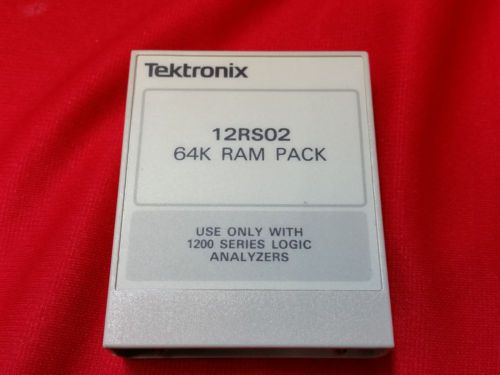 Tektronix
12RS02
64K RAM PACK
USE ONLY WITH
1200 SERIES LOGIC
ANALYZERS